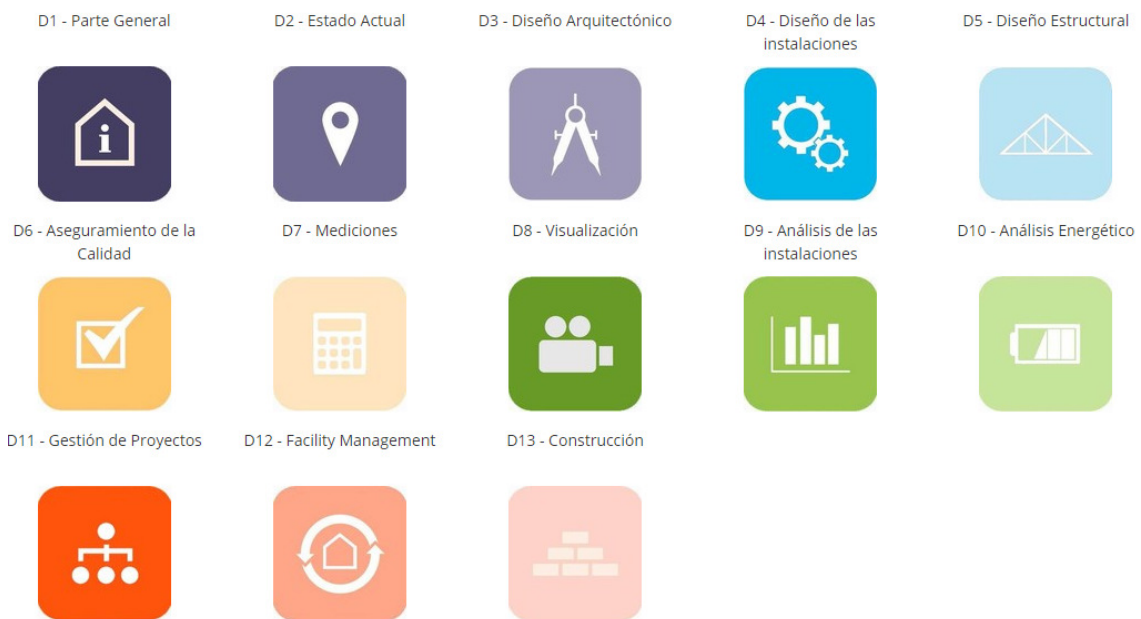 D1 - Parte General
D2 - Estado Actual
D3 - Diseño Arquitectónico
D4 - Diseño de las
instalaciones
D5 - Diseño Estructural
i
D6 - Aseguramiento de la
Calidad
D7 - Mediciones
D8 - Visualización
D9 - Análisis de las
instalaciones
D10 - Análisis Energético
D11 - Gestión de Proyectos
D12 - Facility Management
D13 - Construcción